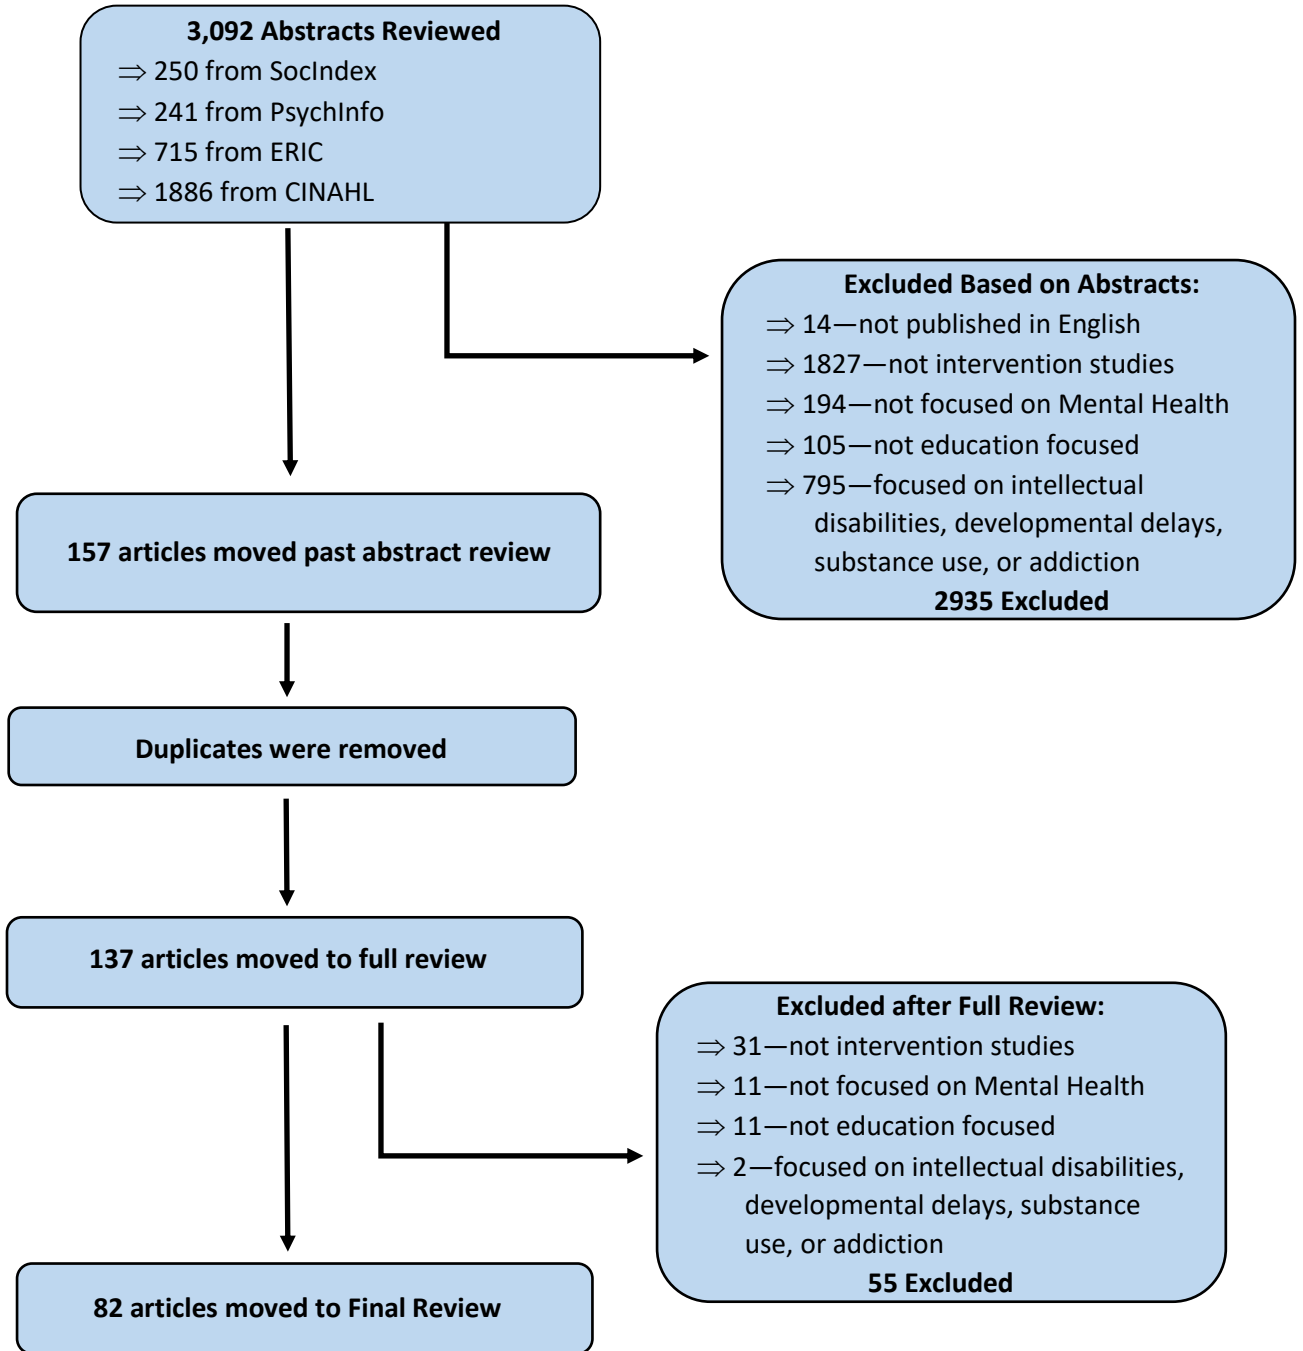 3,092 Abstracts Reviewed
⇒ 250 from SocIndex
⇒ 241 from PsychInfo
⇒ 715 from ERIC
⇒ 1886 from CINAHL
Excluded Based on Abstracts:
⇒ 14—not published in English
⇒ 1827—not intervention studies
⇒ 194—not focused on Mental Health
⇒ 105—not education focused
⇒ 795—focused on intellectual
disabilities, developmental delays,
substance use, or addiction
2935 Excluded
157 articles moved past abstract review
Duplicates were removed
137 articles moved to full review
Excluded after Full Review:
⇒ 31—not intervention studies
⇒ 11—not focused on Mental Health
⇒ 11—not education focused
⇒ 2—focused on intellectual disabilities,
developmental delays, substance
use, or addiction
55 Excluded
82 articles moved to Final Review